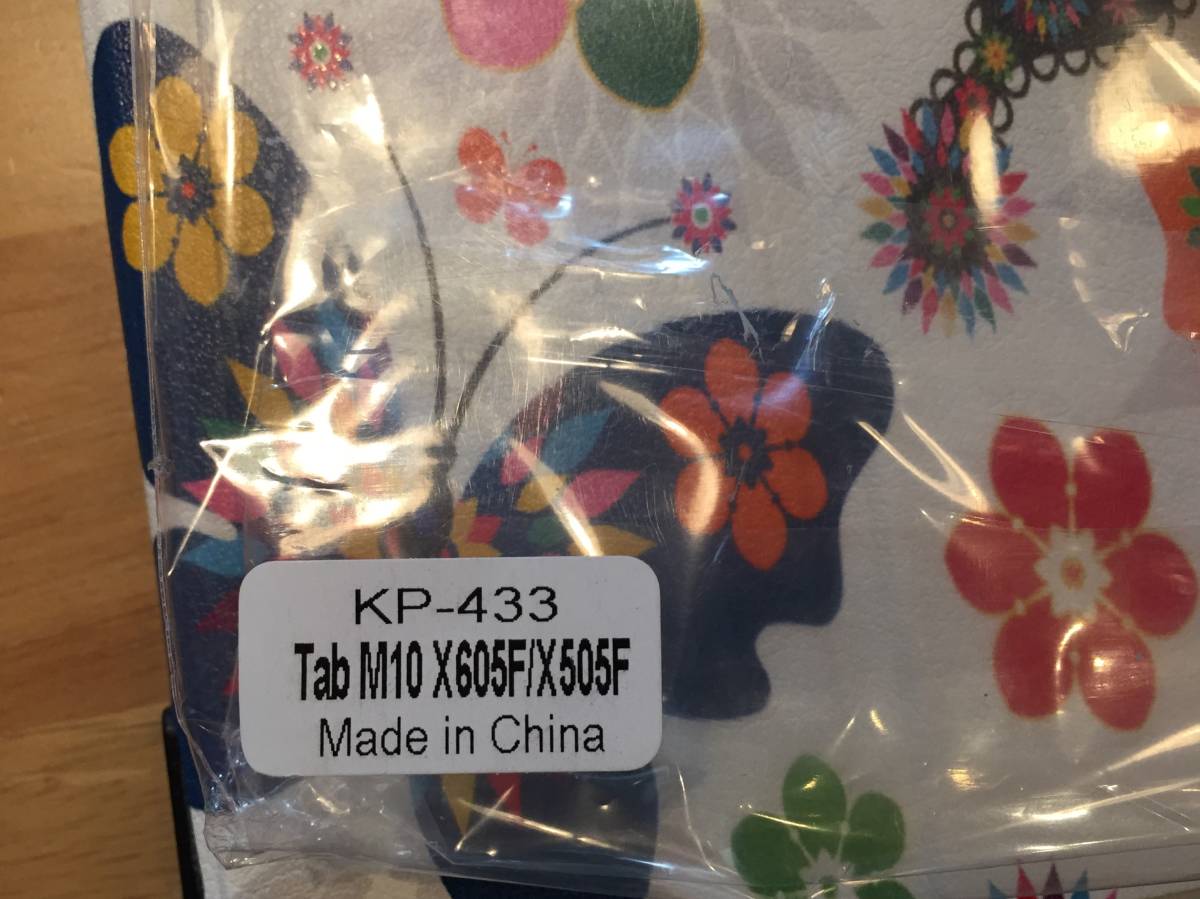 KP-433
Tab M10 X605F/X505F
Made in China